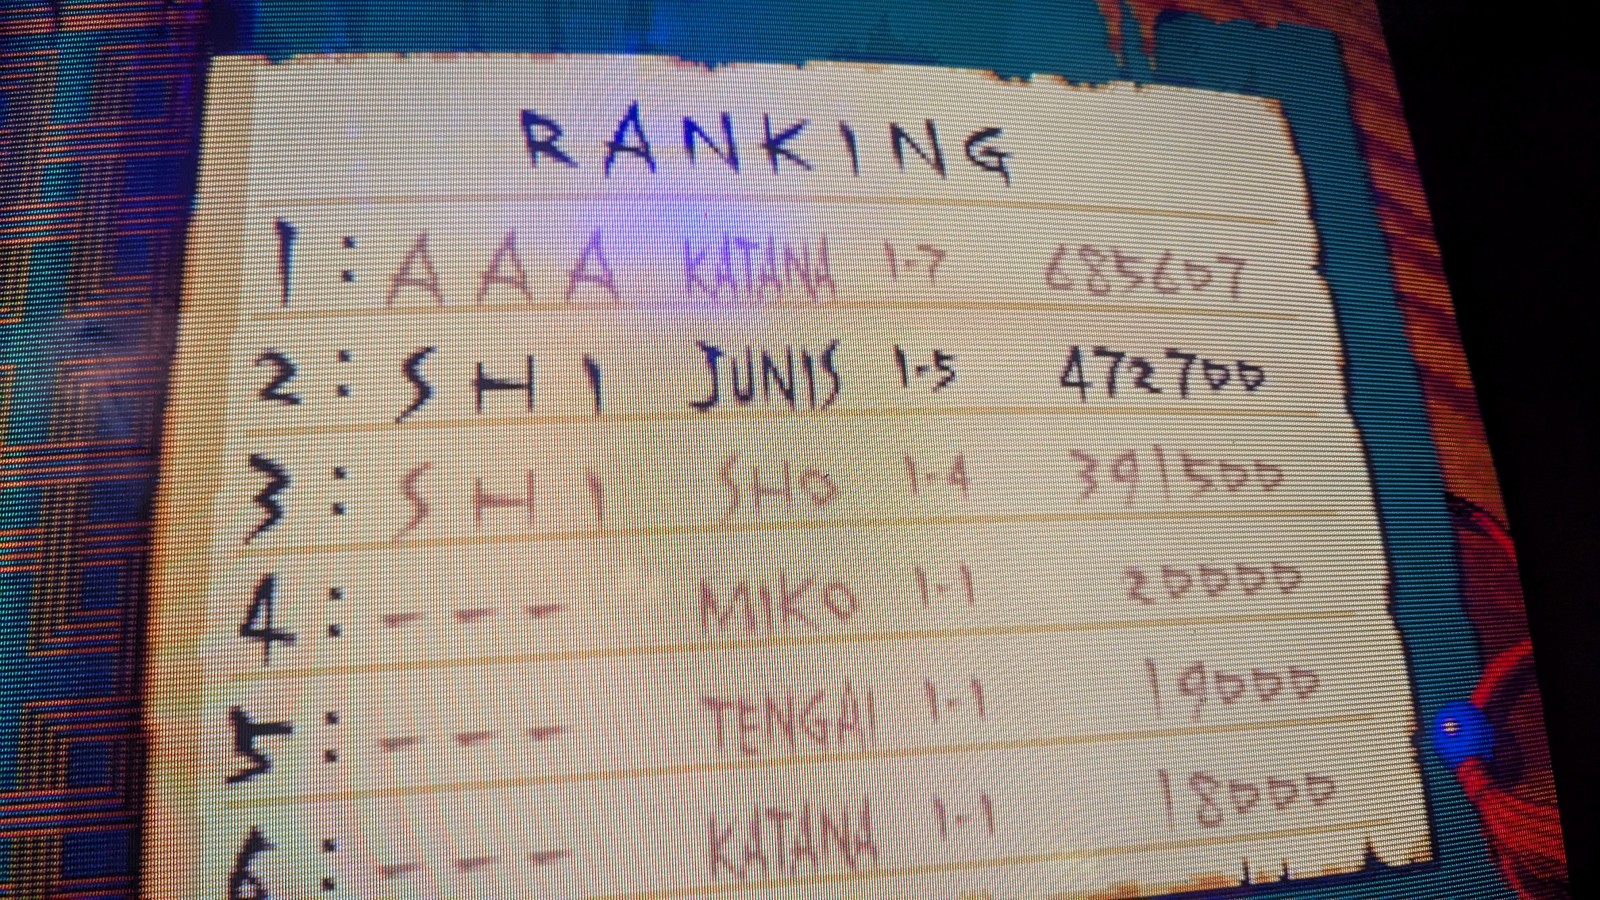 RANKING
1: AAA KATANA 1-7 685607
2: SHI JUNIS 1-5 472700
3: SHI SHO 1-4 391500
4: --- MIKO 1-1 20000
5: --- TENGAI 1-1 19000
6: --- KATANA 1-1 18000